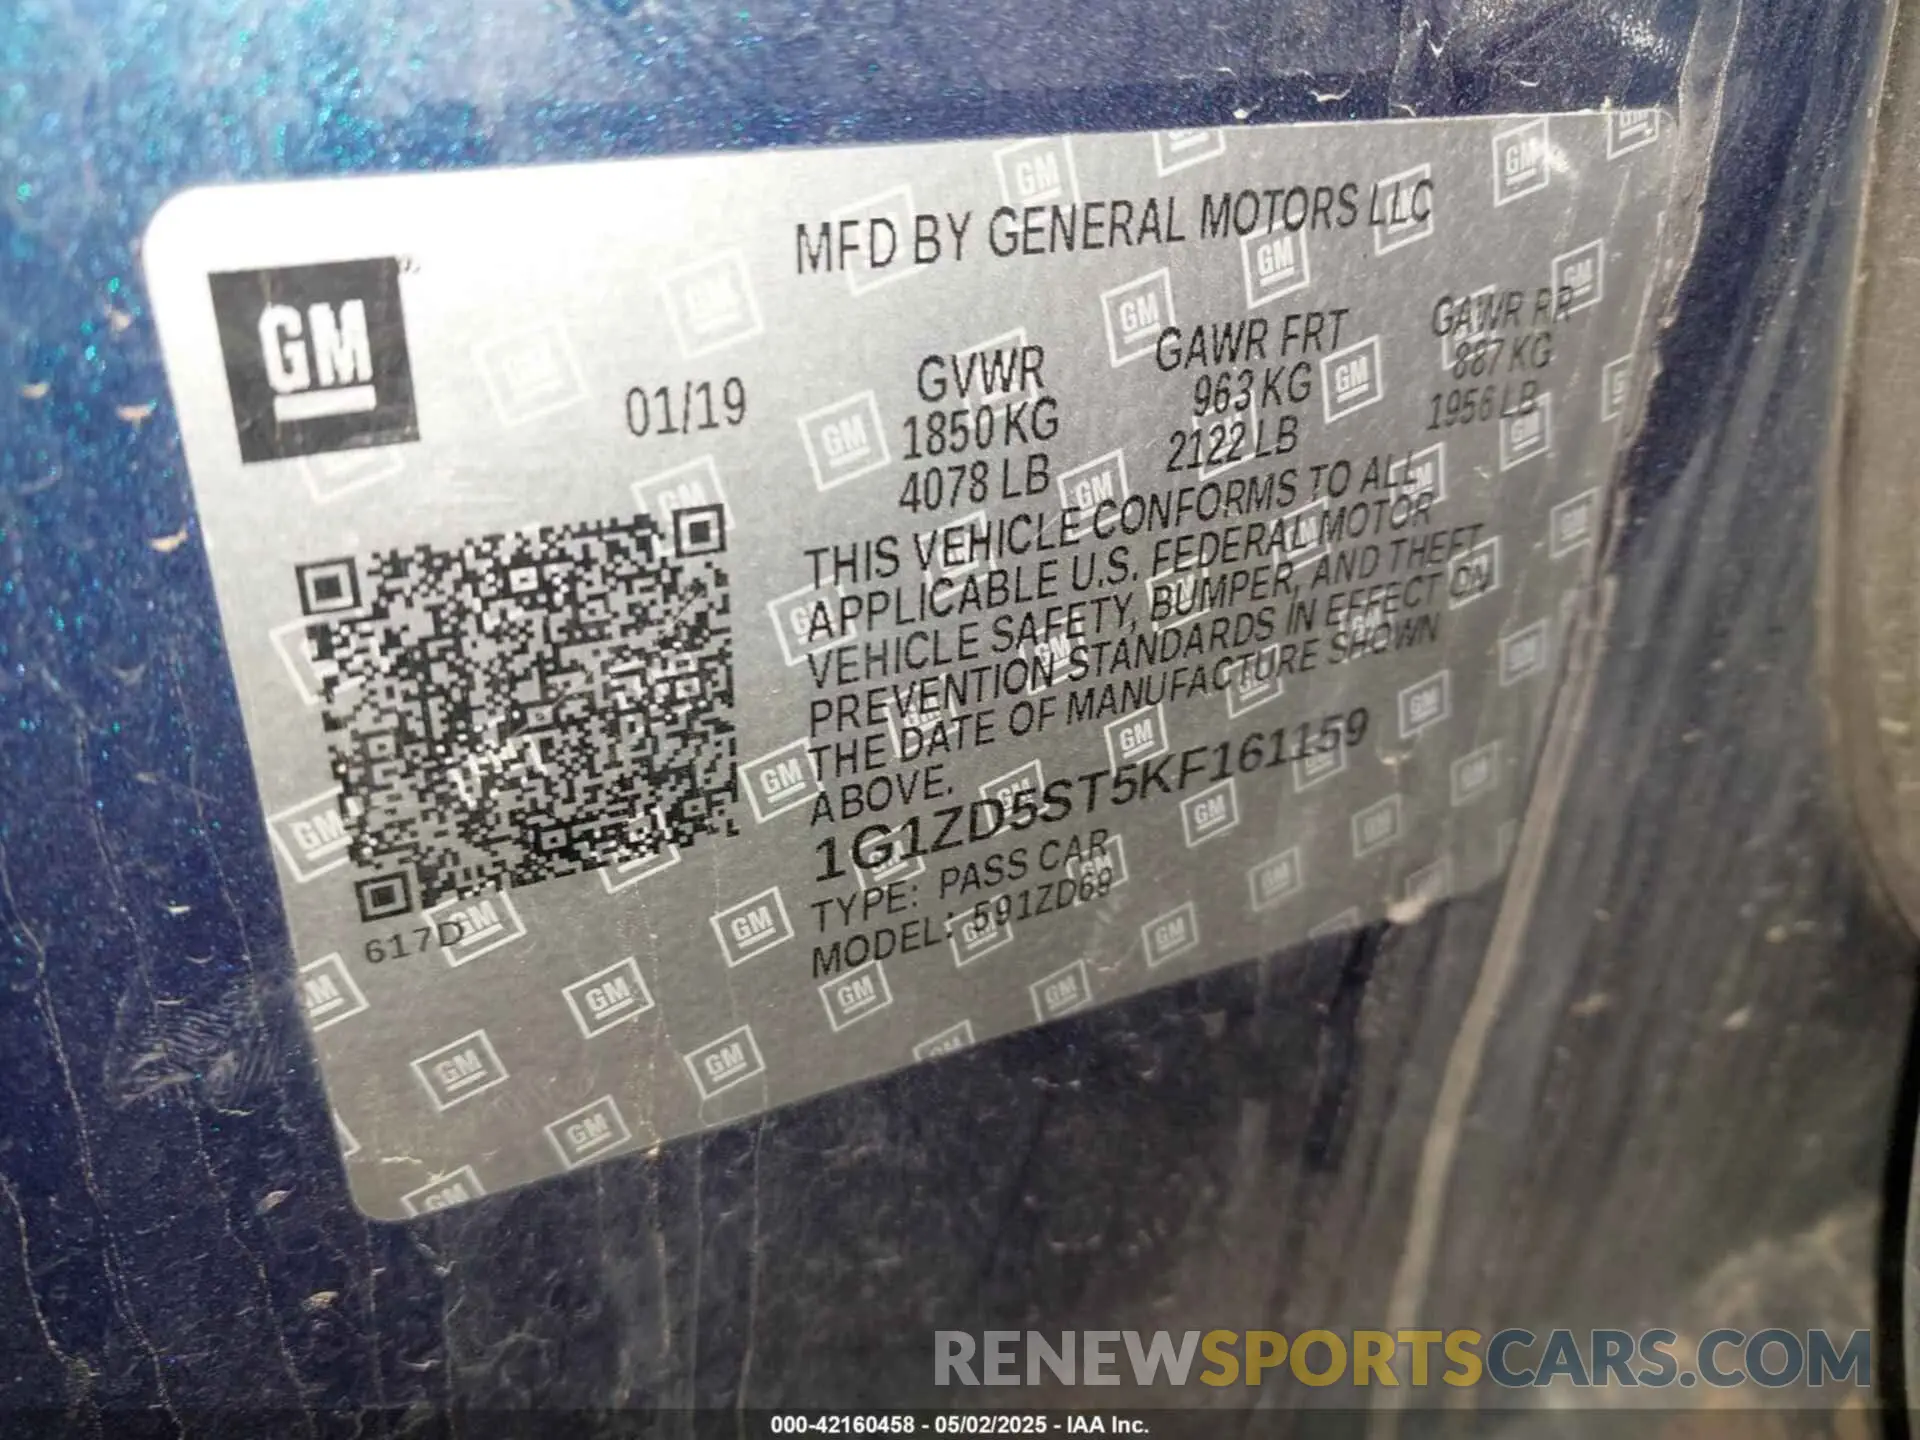 MFD BY GENERAL MOTORS LLC
GM
01/19
GVWR
1850 KG
4078 LB
GAWR FRT
963 KG
2122 LB
GAWR RR
887 KG
1956 LB
THIS VEHICLE CONFORMS TO ALL
APPLICABLE U.S. FEDERAL MOTOR
VEHICLE SAFETY, BUMPER, AND THEFT
PREVENTION STANDARDS IN EFFECT ON
THE DATE OF MANUFACTURE SHOWN
ABOVE.
1G1ZD5ST5KF161159
TYPE: PASS CAR
MODEL: 591ZD69
617D
RENEWSPORTSCARS.COM
000-42160458 - 05/02/2025 - IAA Inc.